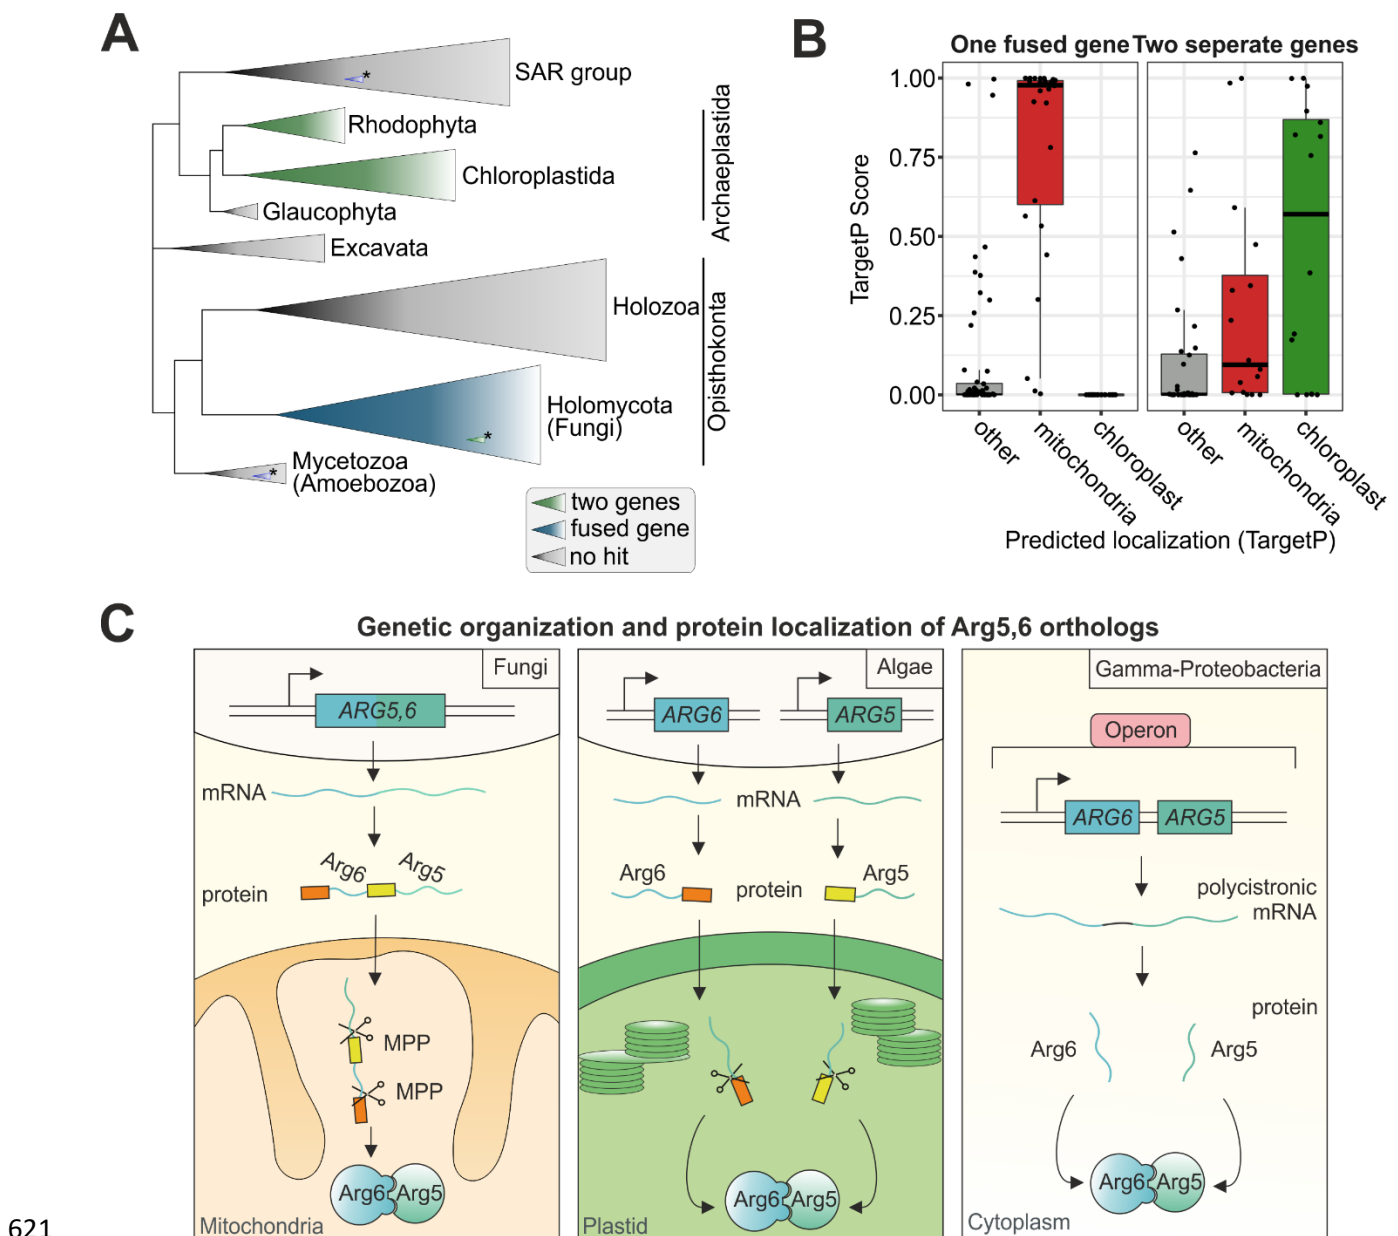 A
SAR group
*
Rhodophyta
Chloroplastida
Glaucophyta
Archaeplastida
Excavata
Holozoa
Holomycota
(Fungi)
*
Opisthokonta
Mycetozoa
(Amoebozoa)
*
two genes
fused gene
no hit
B
One fused gene
Two seperate genes
1.00
0.75
0.50
0.25
0.00
TargetP Score
other
mitochondria
chloroplast
other
mitochondria
chloroplast
Predicted localization (TargetP)
C
Genetic organization and protein localization of Arg5,6 orthologs
Fungi
ARG5,6
mRNA
Arg6
Arg5
protein
MPP
MPP
Arg6
Arg5
Mitochondria
Algae
ARG6
ARG5
mRNA
Arg6
protein
Arg5
Arg6
Arg5
Plastid
Gamma-Proteobacteria
Operon
ARG6
ARG5
polycistronic
mRNA
protein
Arg6
Arg5
Arg6
Arg5
Cytoplasm
621